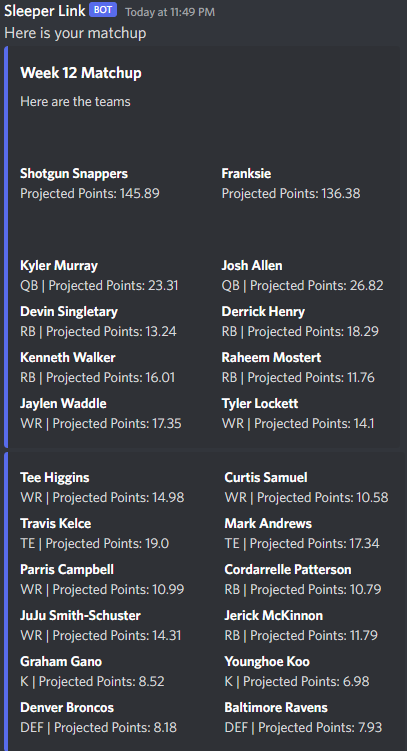 Sleeper Link BOT Today at 11:49 PM
Here is your matchup
Week 12 Matchup
Here are the teams
Shotgun Snappers Franksie
Projected Points: 145.89 Projected Points: 136.38
Kyler Murray Josh Allen
QB | Projected Points: 23.31 QB | Projected Points: 26.82
Devin Singletary Derrick Henry
RB | Projected Points: 13.24 RB | Projected Points: 18.29
Kenneth Walker Raheem Mostert
RB | Projected Points: 16.01 RB | Projected Points: 11.76
Jaylen Waddle Tyler Lockett
WR | Projected Points: 17.35 WR | Projected Points: 14.1
Tee Higgins Curtis Samuel
WR | Projected Points: 14.98 WR | Projected Points: 10.58
Travis Kelce Mark Andrews
TE | Projected Points: 19.0 TE | Projected Points: 17.34
Parris Campbell Cordarrelle Patterson
WR | Projected Points: 10.99 RB | Projected Points: 10.79
JuJu Smith-Schuster Jerick McKinnon
WR | Projected Points: 14.31 RB | Projected Points: 11.79
Graham Gano Younghoe Koo
K | Projected Points: 8.52 K | Projected Points: 6.98
Denver Broncos Baltimore Ravens
DEF | Projected Points: 8.18 DEF | Projected Points: 7.93